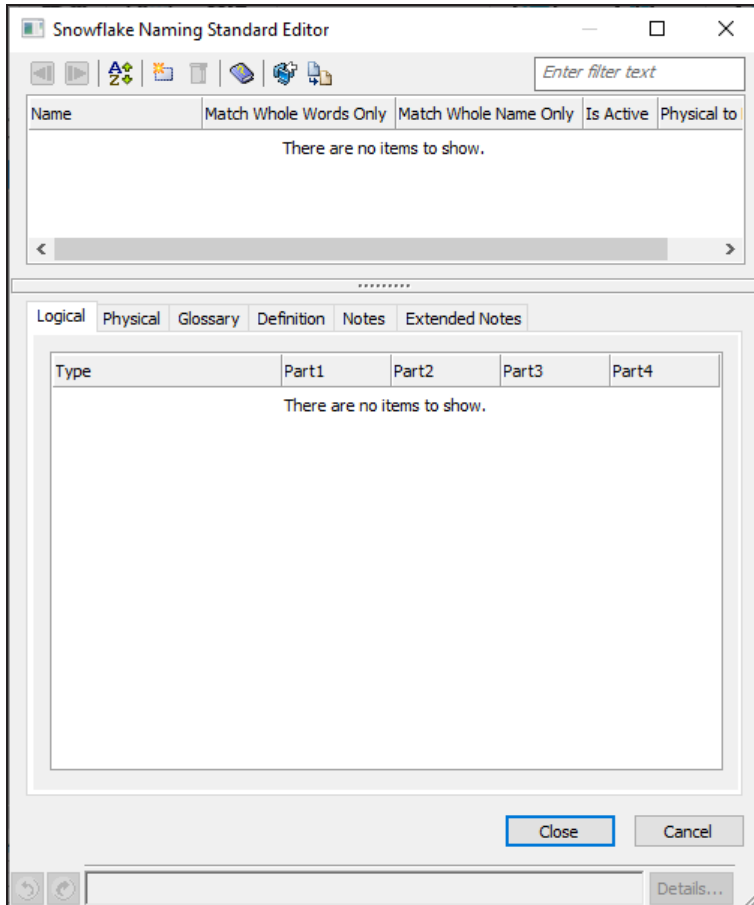 Snowflake Naming Standard Editor
A Z Enter filter text
Name Match Whole Words Only Match Whole Name Only Is Active Physical to
There are no items to show.
Logical Physical Glossary Definition Notes Extended Notes
Type Part1 Part2 Part3 Part4
There are no items to show.
Close Cancel
Details...